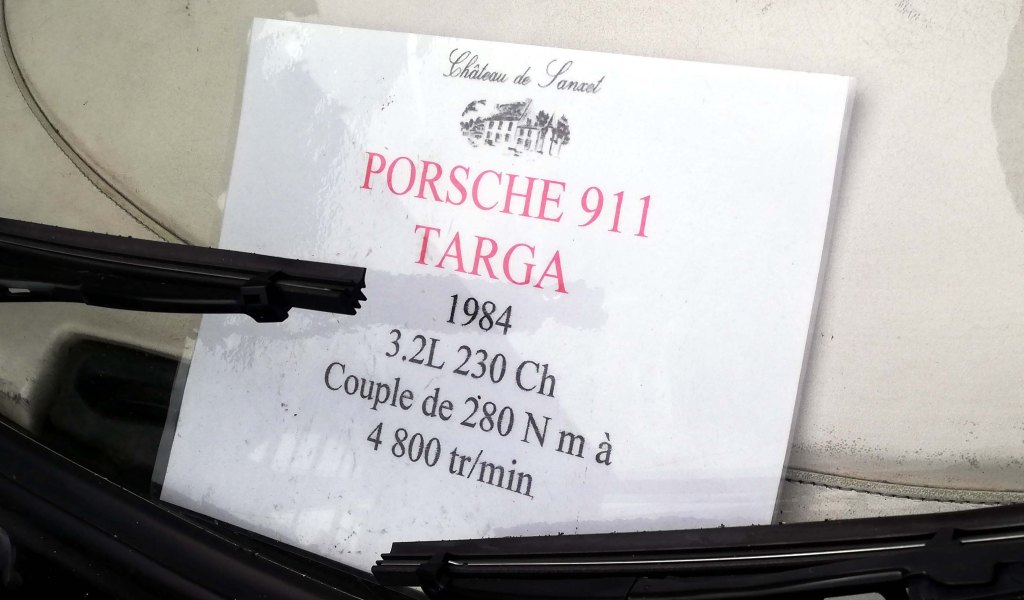 Château de Sanxet
PORSCHE 911
TARGA
1984
3.2L 230 Ch
Couple de 280 N m à
4 800 tr/min